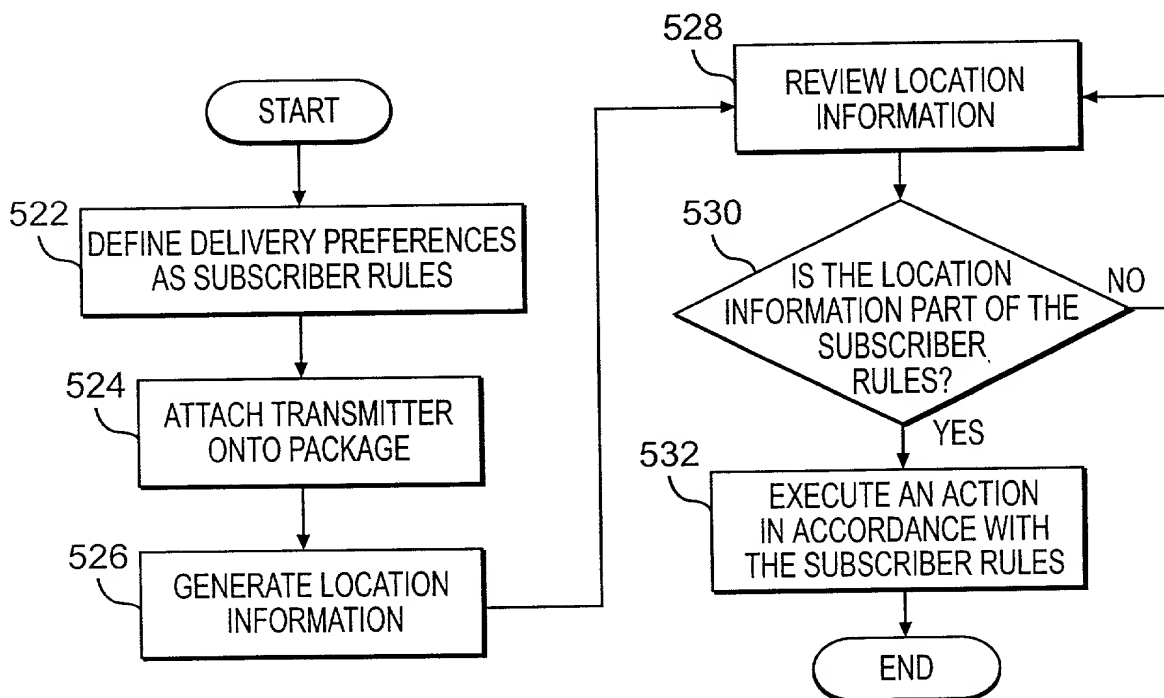 START
522
DEFINE DELIVERY PREFERENCES
AS SUBSCRIBER RULES
524
ATTACH TRANSMITTER
ONTO PACKAGE
526
GENERATE LOCATION
INFORMATION
528
REVIEW LOCATION
INFORMATION
530
IS THE LOCATION
INFORMATION PART OF THE
SUBSCRIBER
RULES?
NO
YES
532
EXECUTE AN ACTION
IN ACCORDANCE WITH
THE SUBSCRIBER RULES
END